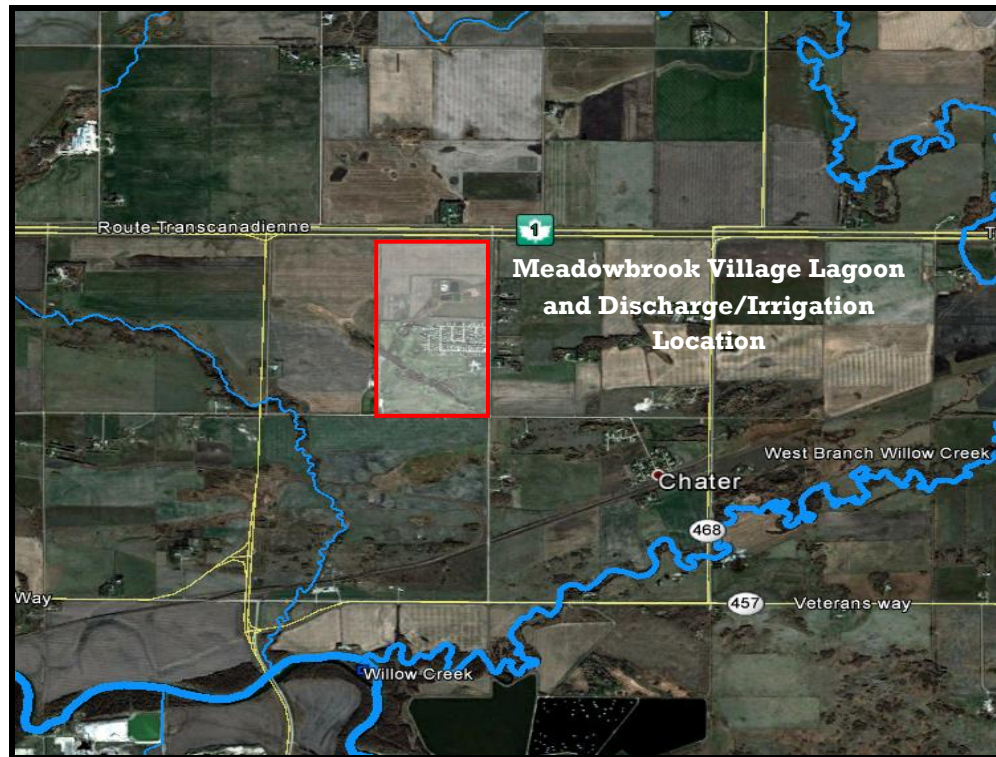 Route Transcanadienne
1
T
Meadowbrook Village Lagoon
and Discharge/Irrigation
Location
West Branch Willow Creek
Chater
468
Way
457
Veterans way
Willow Creek